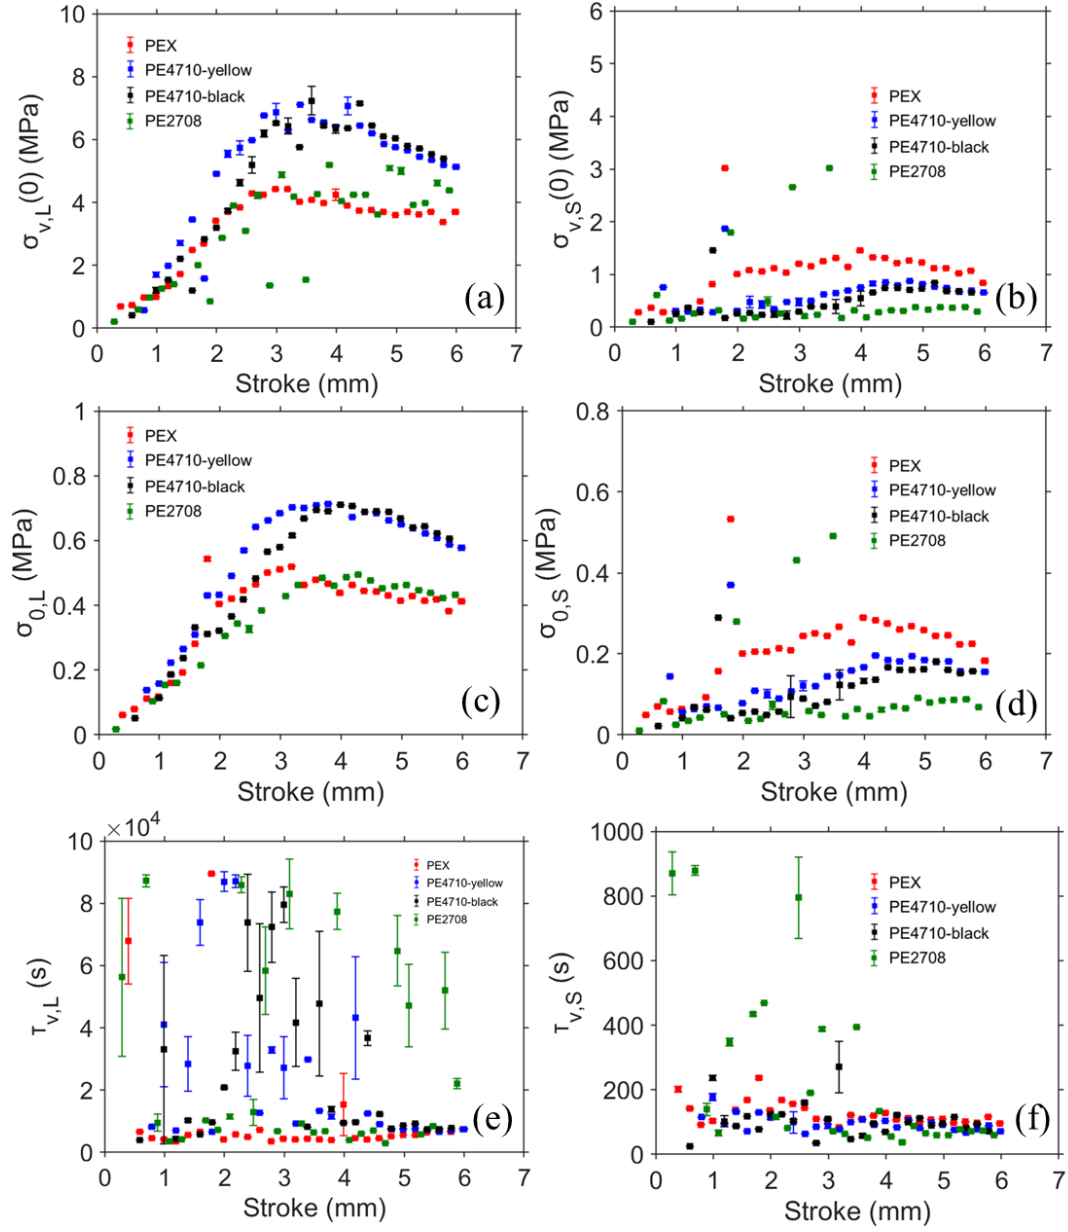 10
8
6
4
2
0
σv,L(0) (MPa)
PEX
PE4710-yellow
PE4710-black
PE2708
(a)
0 1 2 3 4 5 6 7
Stroke (mm)
6
5
4
3
2
1
0
σv,S(0) (MPa)
PEX
PE4710-yellow
PE4710-black
PE2708
(b)
0 1 2 3 4 5 6 7
Stroke (mm)
1
0.8
0.6
0.4
0.2
0
σ0,L (MPa)
PEX
PE4710-yellow
PE4710-black
PE2708
(c)
0 1 2 3 4 5 6 7
Stroke (mm)
0.8
0.6
0.4
0.2
0
σ0,S (MPa)
PEX
PE4710-yellow
PE4710-black
PE2708
(d)
0 1 2 3 4 5 6 7
Stroke (mm)
×10⁴
10
8
6
4
2
0
τv,L (s)
PEX
PE4710-yellow
PE4710-black
PE2708
(e)
0 1 2 3 4 5 6 7
Stroke (mm)
1000
800
600
400
200
0
τv,S (s)
PEX
PE4710-yellow
PE4710-black
PE2708
(f)
0 1 2 3 4 5 6 7
Stroke (mm)